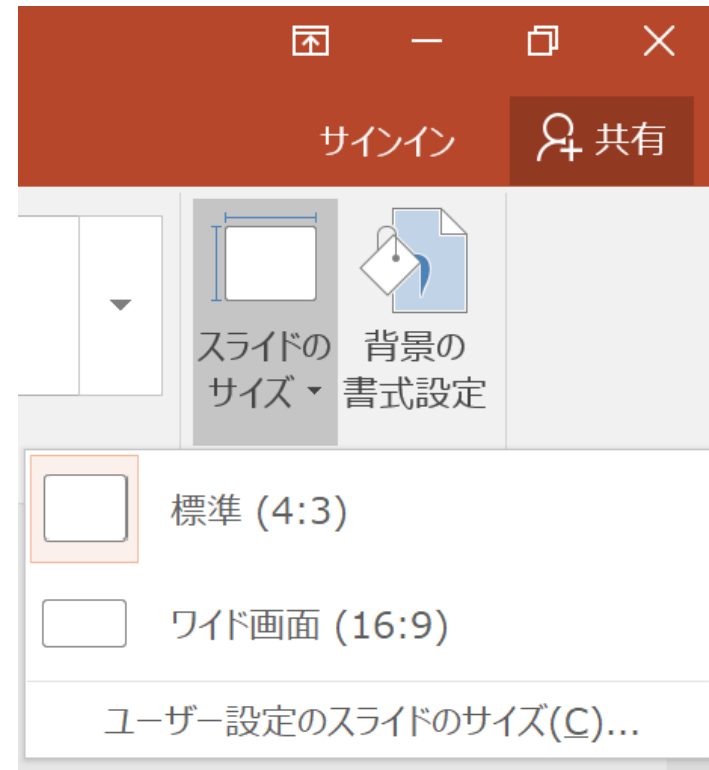 サインイン
共有
スライドの
サイズ
背景の
書式設定
標準 (4:3)
ワイド画面 (16:9)
ユーザー設定のスライドのサイズ(C)...